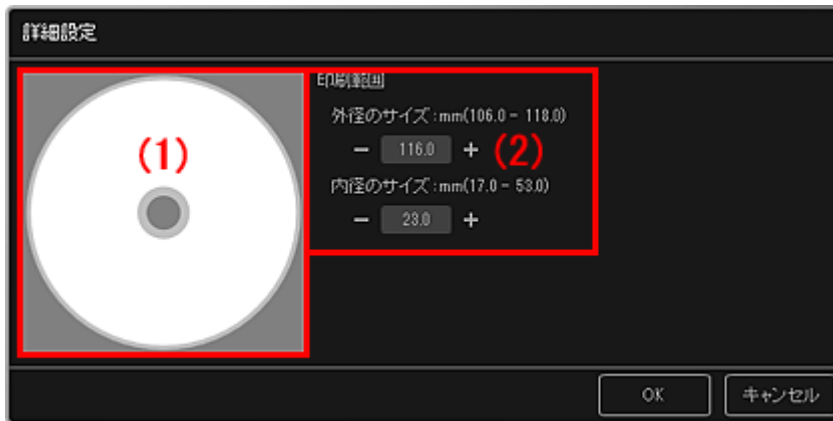 詳細設定
(1)
印刷範囲
外径のサイズ:mm(106.0 - 118.0)
- 116.0 + (2)
内径のサイズ:mm(17.0 - 53.0)
- 23.0 +
OK キャンセル